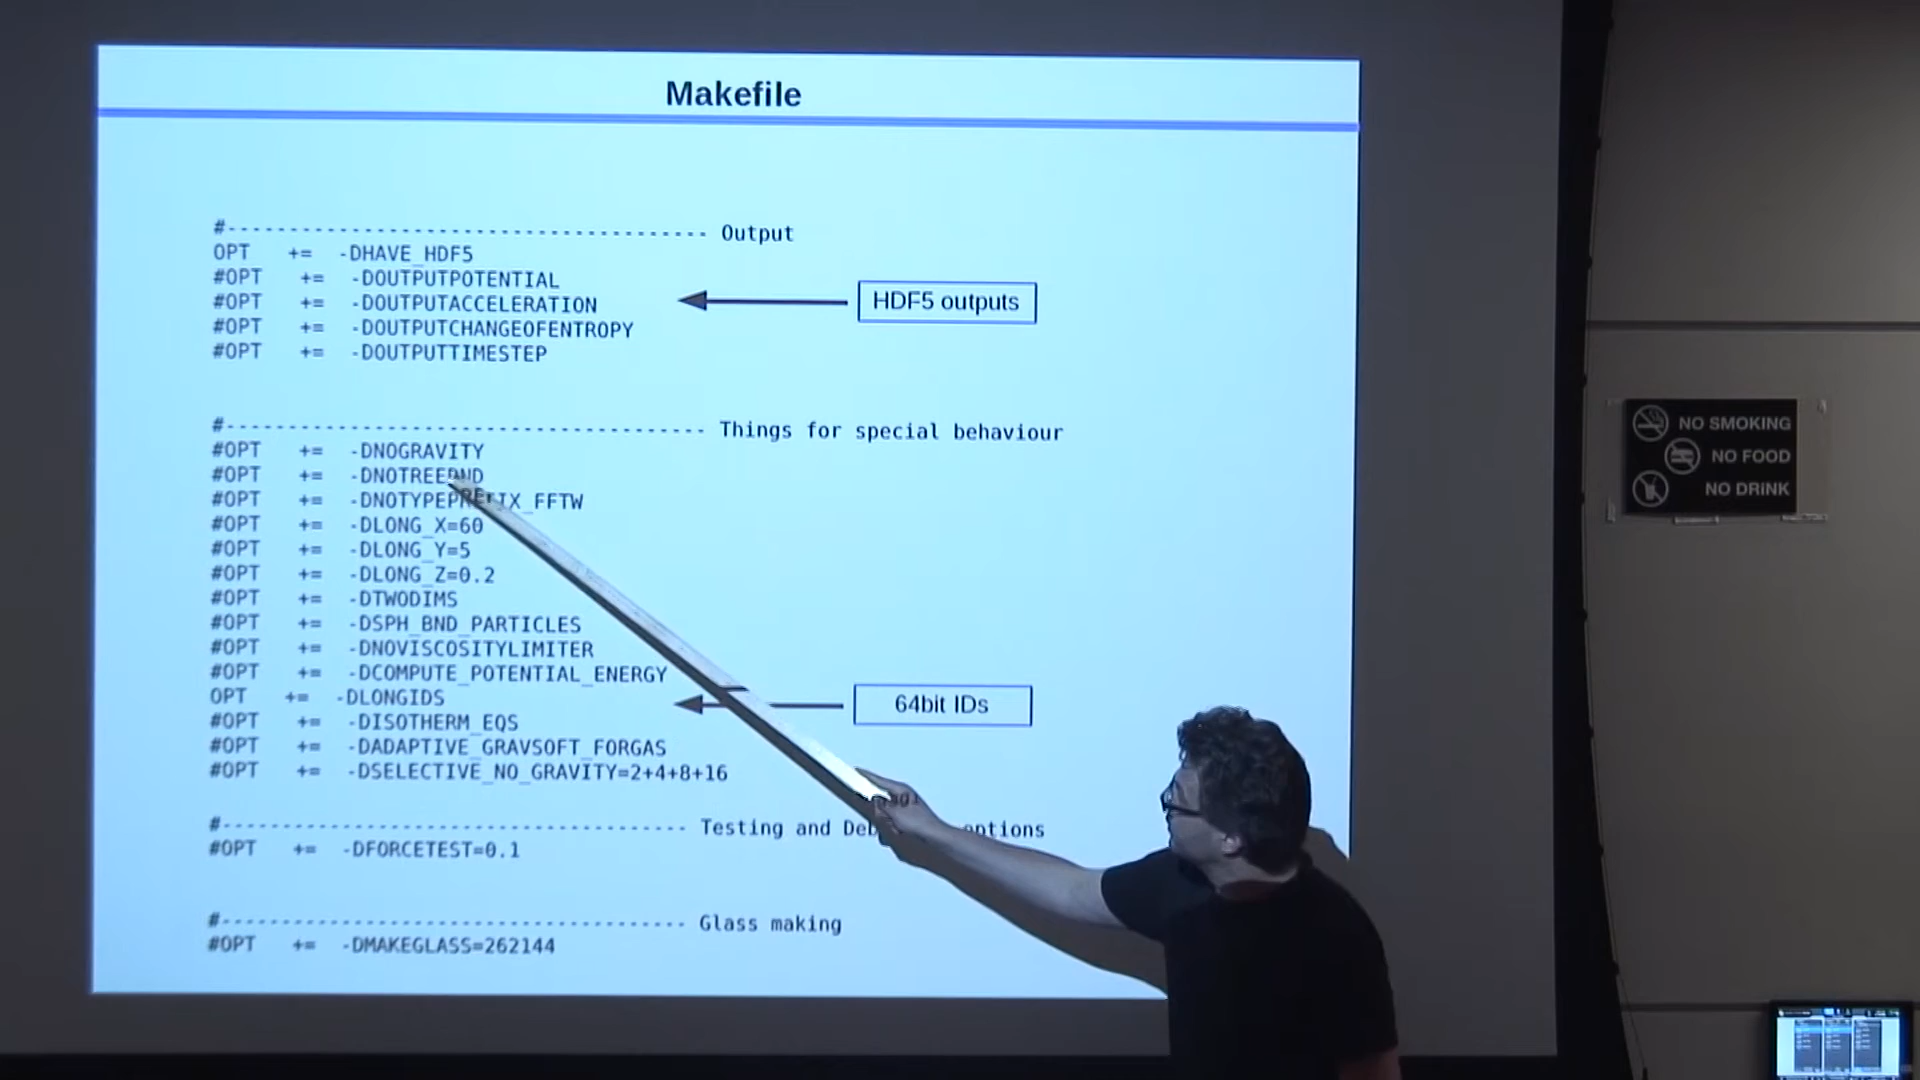 Makefile
#--------------------------------------- Output
OPT += -DHAVE_HDF5
#OPT += -DOUTPUTPOTENTIAL
#OPT += -DOUTPUTACCELERATION
#OPT += -DOUTPUTCHANGEOFENTROPY
#OPT += -DOUTPUTTIMESTEP
HDF5 outputs
#--------------------------------------- Things for special behaviour
#OPT += -DNOGRAVITY
#OPT += -DNOTREERND
#OPT += -DNOTYPEPREFIX_FFTW
#OPT += -DLONG_X=60
#OPT += -DLONG_Y=5
#OPT += -DLONG_Z=0.2
#OPT += -DTWODIMS
#OPT += -DSPH_BND_PARTICLES
#OPT += -DNOVISCOSITYLIMITER
#OPT += -DCOMPUTE_POTENTIAL_ENERGY
OPT += -DLONGIDS
#OPT += -DISOTHERM_EQS
#OPT += -DADAPTIVE_GRAVSOFT_FORGAS
#OPT += -DSELECTIVE_NO_GRAVITY=2+4+8+16
64bit IDs
#-------------------------------------- Testing and options
#OPT += -DFORCETEST=0.1
#-------------------------------------- Glass making
#OPT += -DMAKEGLASS=262144
NO SMOKING
NO FOOD
NO DRiNK